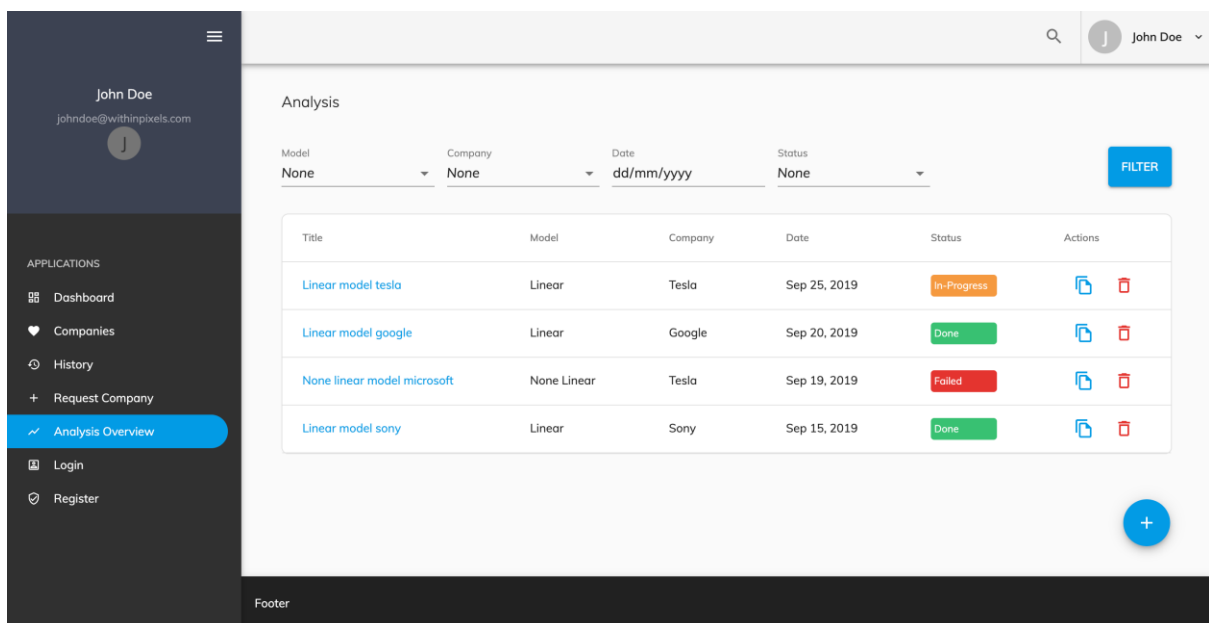 John Doe
johndoe@withinpixels.com
J
APPLICATIONS
Dashboard
Companies
History
Request Company
Analysis Overview
Login
Register
J John Doe
Analysis
Model Company Date Status
None None dd/mm/yyyy None FILTER
Title Model Company Date Status Actions
Linear model tesla Linear Tesla Sep 25, 2019 In-Progress
Linear model google Linear Google Sep 20, 2019 Done
None linear model microsoft None Linear Tesla Sep 19, 2019 Failed
Linear model sony Linear Sony Sep 15, 2019 Done
Footer